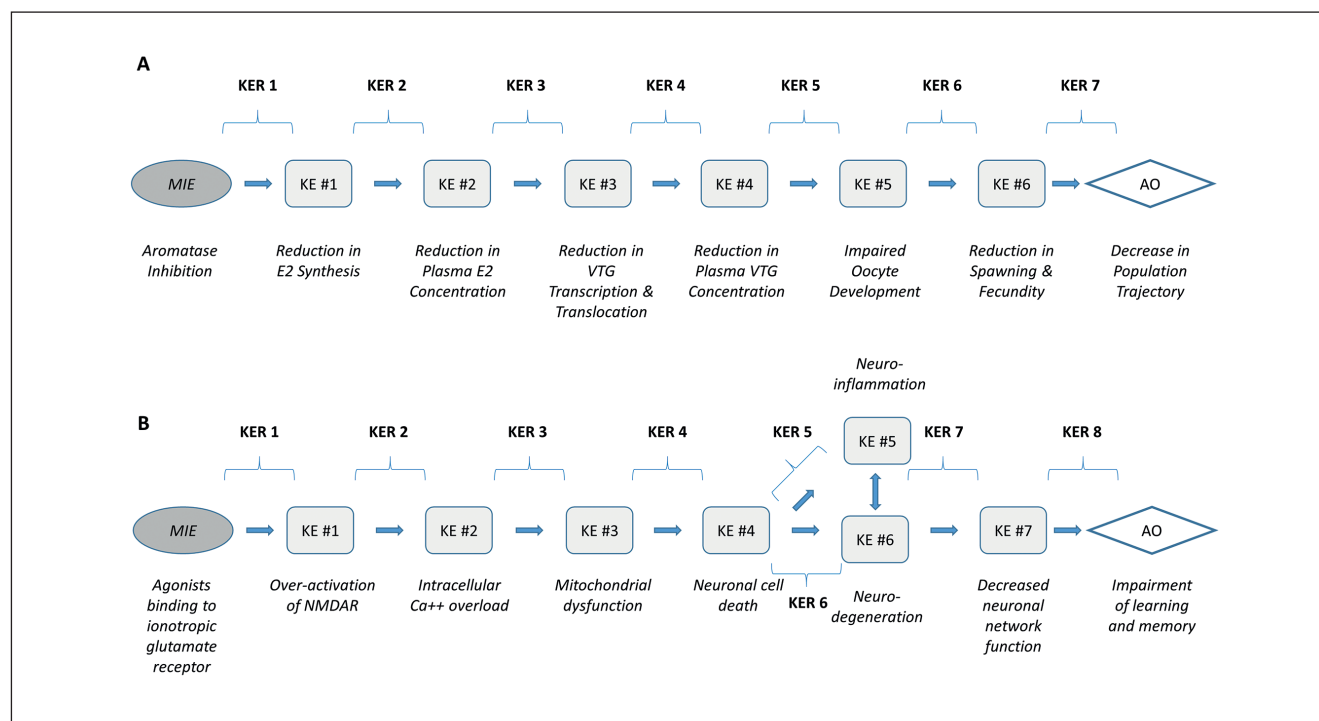 A
KER 1 KER 2 KER 3 KER 4 KER 5 KER 6 KER 7
MIE KE #1 KE #2 KE #3 KE #4 KE #5 KE #6 AO
Aromatase
Inhibition
Reduction in
E2 Synthesis
Reduction in
Plasma E2
Concentration
Reduction in
VTG
Transcription &
Translocation
Reduction in
Plasma VTG
Concentration
Impaired
Oocyte
Development
Reduction in
Spawning &
Fecundity
Decrease in
Population
Trajectory
B
Neuro-
inflammation
KER 1 KER 2 KER 3 KER 4 KER 5 KE #5 KER 7 KER 8
MIE KE #1 KE #2 KE #3 KE #4 KE #6 KE #7 AO
KER 6
Agonists
binding to
ionotropic
glutamate
receptor
Over-activation
of NMDAR
Intracellular
Ca++ overload
Mitochondrial
dysfunction
Neuronal cell
death
Neuro-
degeneration
Decreased
neuronal
network
function
Impairment
of learning
and memory